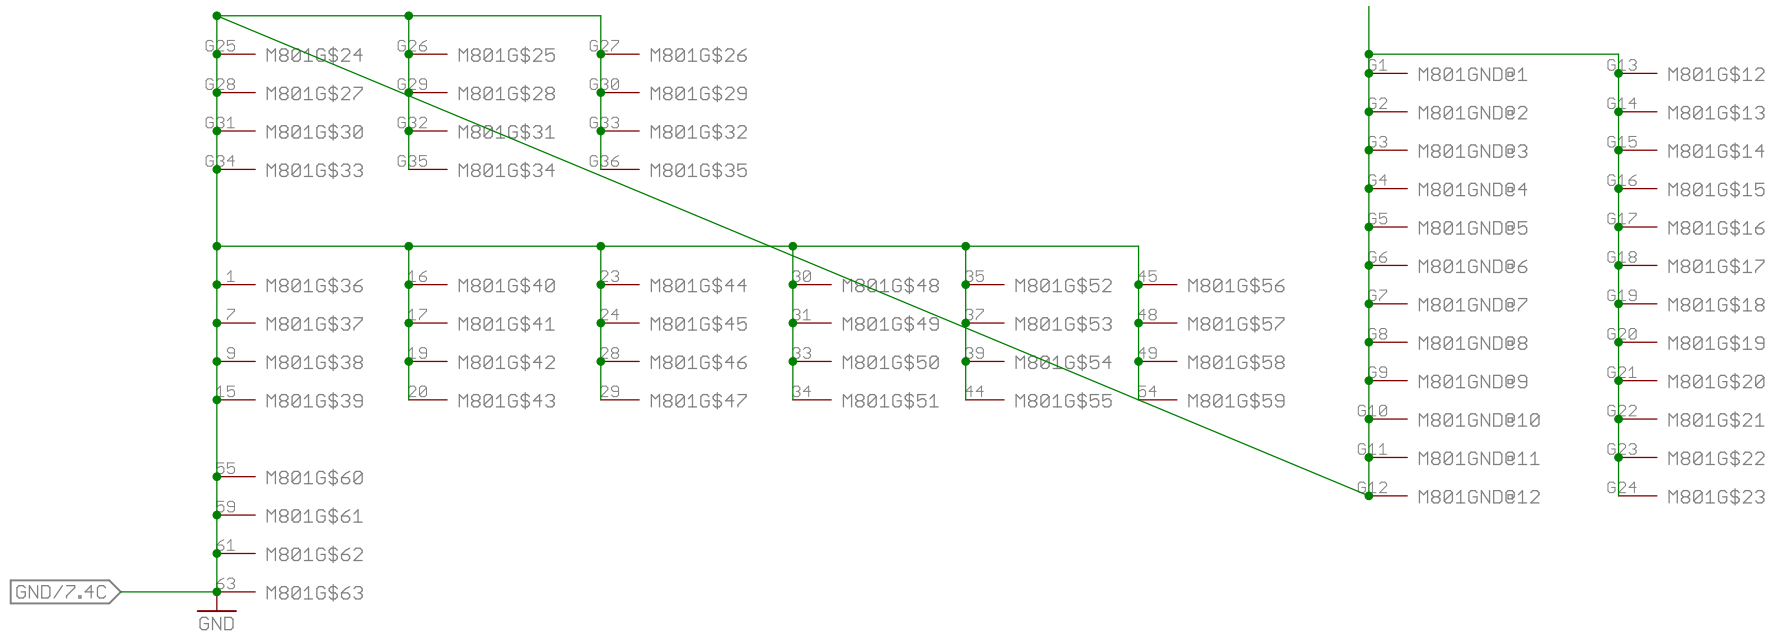 G25 M801G$24 G26 M801G$25 G27 M801G$26
G28 M801G$27 G29 M801G$28 G30 M801G$29
G31 M801G$30 G32 M801G$31 G33 M801G$32
G34 M801G$33 G35 M801G$34 G36 M801G$35
1 M801G$36 16 M801G$40 23 M801G$44 30 M801G$48 35 M801G$52 45 M801G$56
7 M801G$37 17 M801G$41 24 M801G$45 31 M801G$49 37 M801G$53 48 M801G$57
9 M801G$38 19 M801G$42 28 M801G$46 33 M801G$50 39 M801G$54 49 M801G$58
15 M801G$39 20 M801G$43 29 M801G$47 34 M801G$51 44 M801G$55 54 M801G$59
55 M801G$60
59 M801G$61
61 M801G$62
63 M801G$63
GND/7.4C
GND
G1 M801GND@1 G13 M801G$12
G2 M801GND@2 G14 M801G$13
G3 M801GND@3 G15 M801G$14
G4 M801GND@4 G16 M801G$15
G5 M801GND@5 G17 M801G$16
G6 M801GND@6 G18 M801G$17
G7 M801GND@7 G19 M801G$18
G8 M801GND@8 G20 M801G$19
G9 M801GND@9 G21 M801G$20
G10 M801GND@10 G22 M801G$21
G11 M801GND@11 G23 M801G$22
G12 M801GND@12 G24 M801G$23